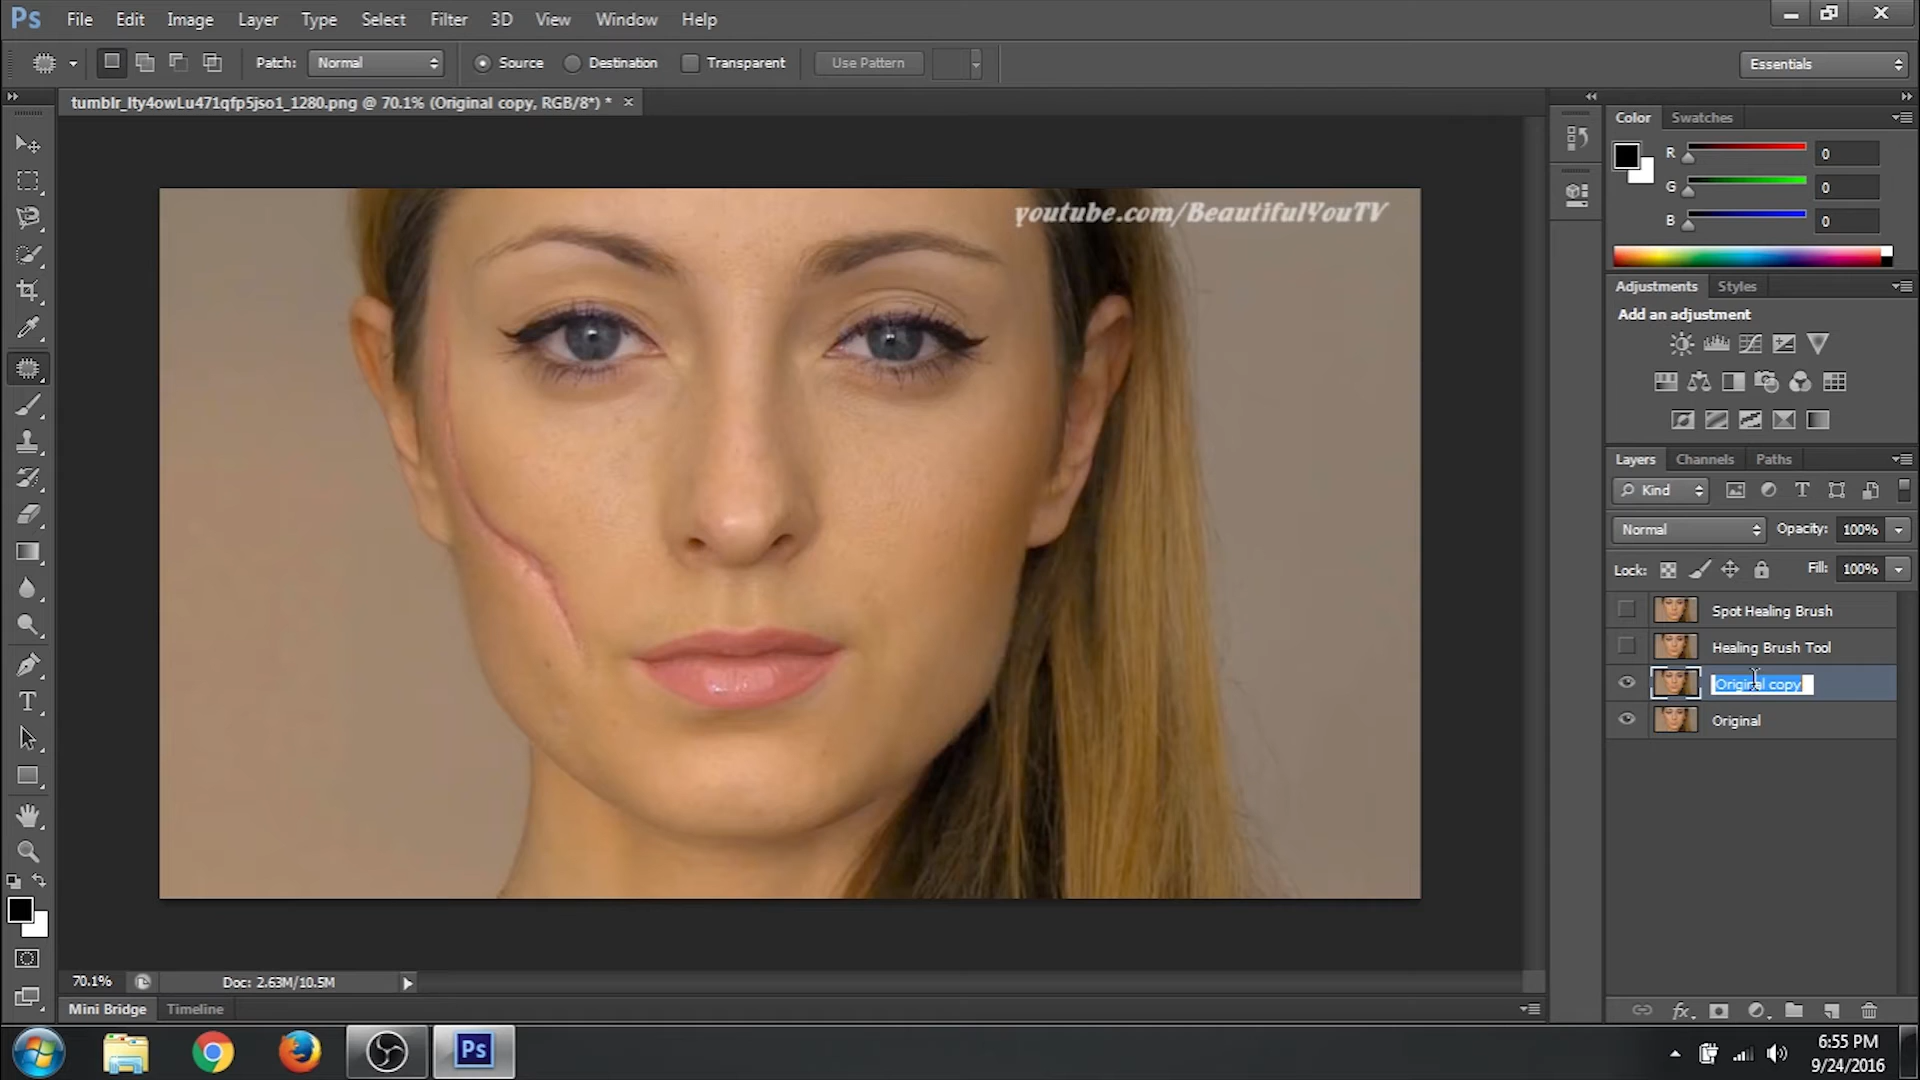 Ps File Edit Image Layer Type Select Filter 3D View Window Help
Patch: Normal Source Destination Transparent Use Pattern Essentials
tumblr_lty4owLu471qfp5jso1_1280.png @ 70.1% (Original copy, RGB/8*) * ×
youtube.com/BeautifulYouTV
Color Swatches
R 0
G 0
B 0
Adjustments Styles
Add an adjustment
Layers Channels Paths
Kind
Normal Opacity: 100%
Lock: Fill: 100%
Spot Healing Brush
Healing Brush Tool
Original copy
Original
70.1% Doc: 2.63M/10.5M
Mini Bridge Timeline
Ps
6:55 PM
9/24/2016